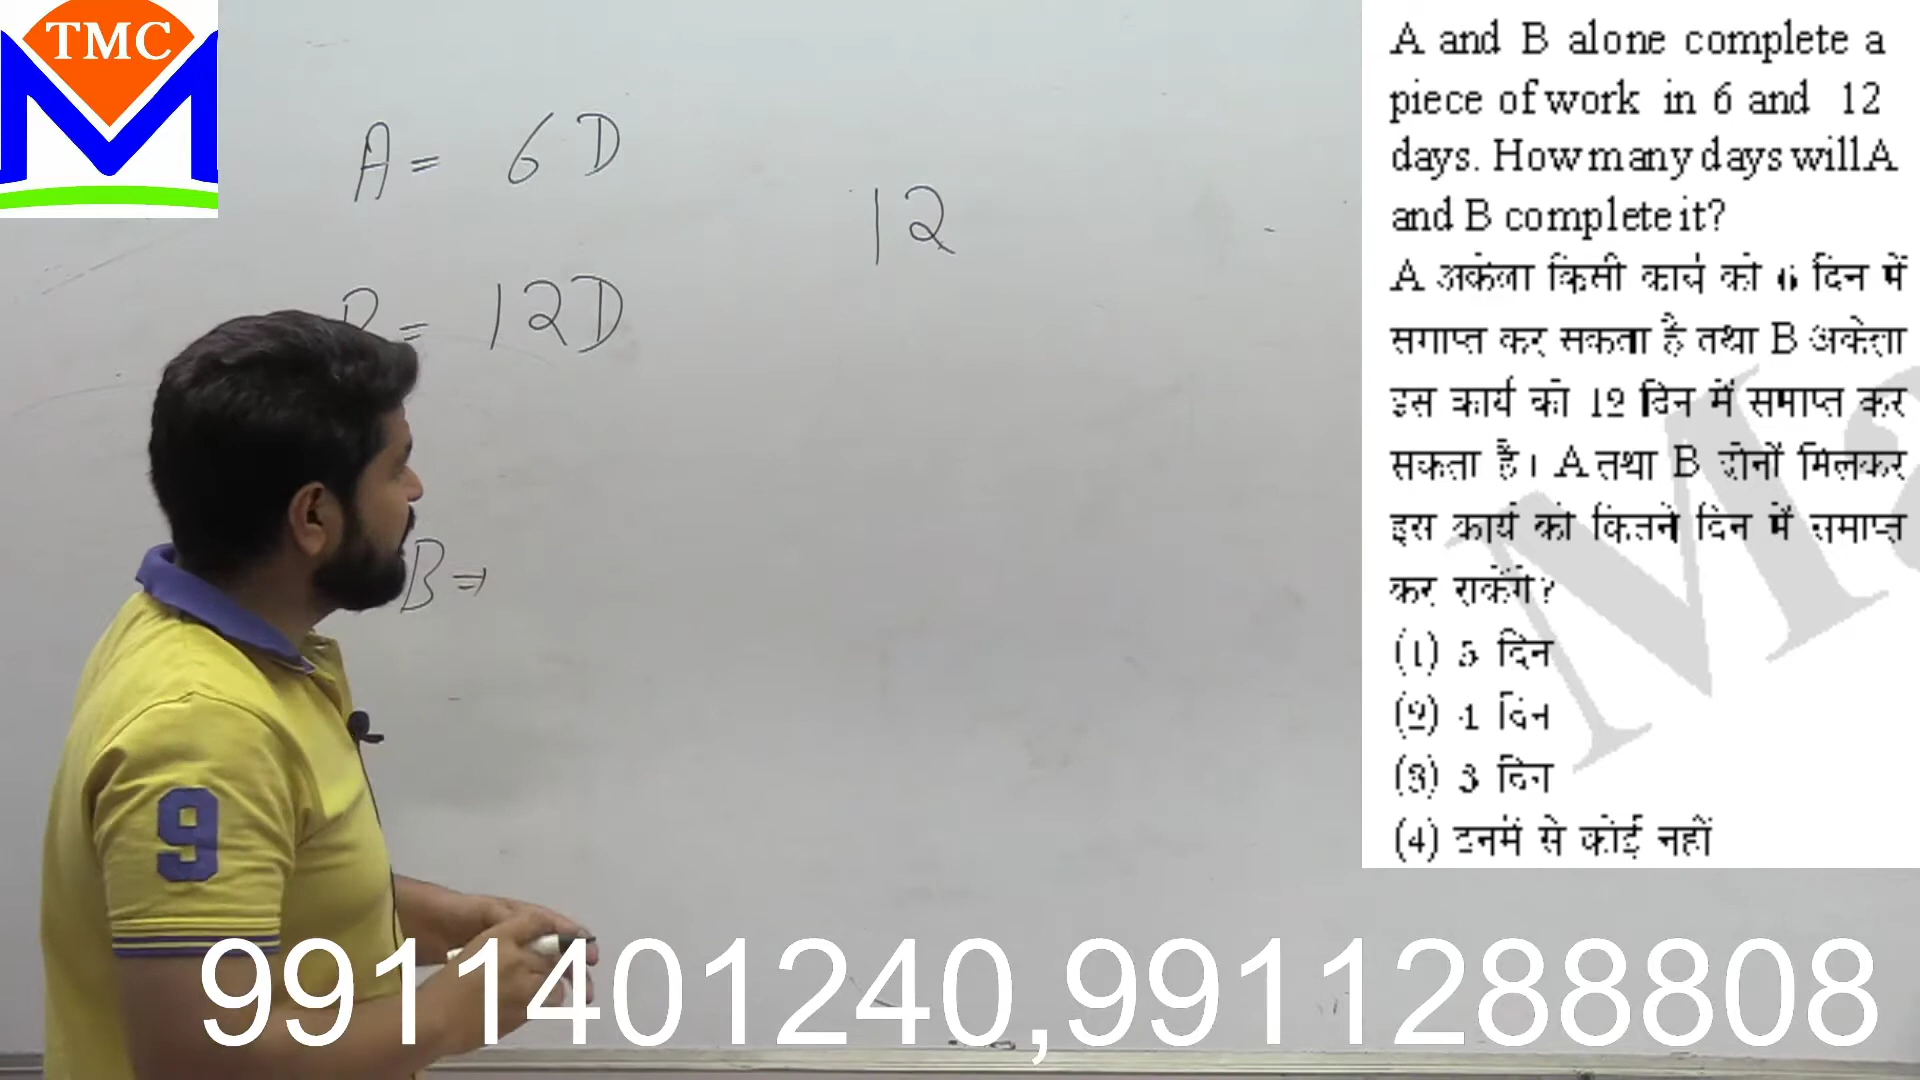 TMC
A = 6 D
12
= 12D
B =
A and B alone complete a
piece of work in 6 and 12
days. How many days will A
and B complete it?
A अकेला किसी कार्य को 6 दिन में
समाप्त कर सकता है तथा B अकेला
इस कार्य को 12 दिन में समाप्त कर
सकता है। A तथा B दोनों मिलकर
इस कार्य को कितने दिन में समाप्त
कर सकेंगे?
(1) 5 दिन
(2) 4 दिन
(3) 3 दिन
(4) इनमें से कोई नहीं
9911401240,9911288808